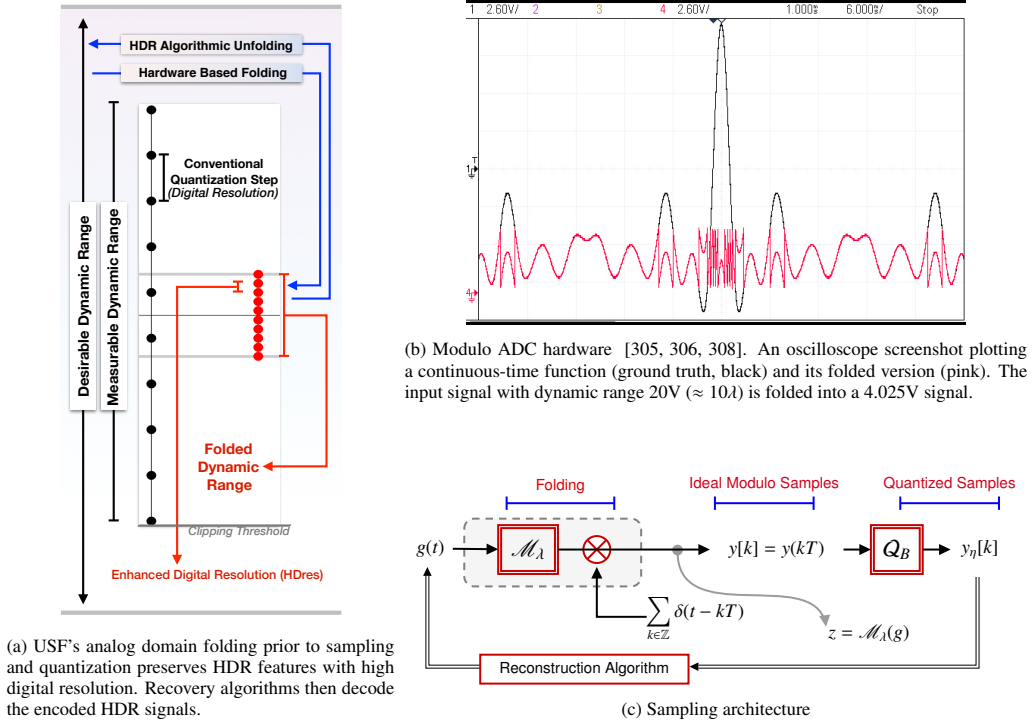 HDR Algorithmic Unfolding
Hardware Based Folding
Conventional
Quantization Step
(Digital Resolution)
Desirable Dynamic Range
Measurable Dynamic Range
Folded
Dynamic
Range
Clipping Threshold
Enhanced Digital Resolution (HDres)
(a) USF's analog domain folding prior to sampling
and quantization preserves HDR features with high
digital resolution. Recovery algorithms then decode
the encoded HDR signals.
1 2.60V/ 2 3 4 2.60V/ 1.000s 6.000s/ Stop
T
1
4
(b) Modulo ADC hardware [305, 306, 308]. An oscilloscope screenshot plotting
a continuous-time function (ground truth, black) and its folded version (pink). The
input signal with dynamic range 20V (≈ 10λ) is folded into a 4.025V signal.
Folding Ideal Modulo Samples Quantized Samples
g(t) ℳλ y[k] = y(kT) 𝒬B yη[k]
∑ k∈ℤ δ(t − kT)
z = ℳλ(g)
Reconstruction Algorithm
(c) Sampling architecture